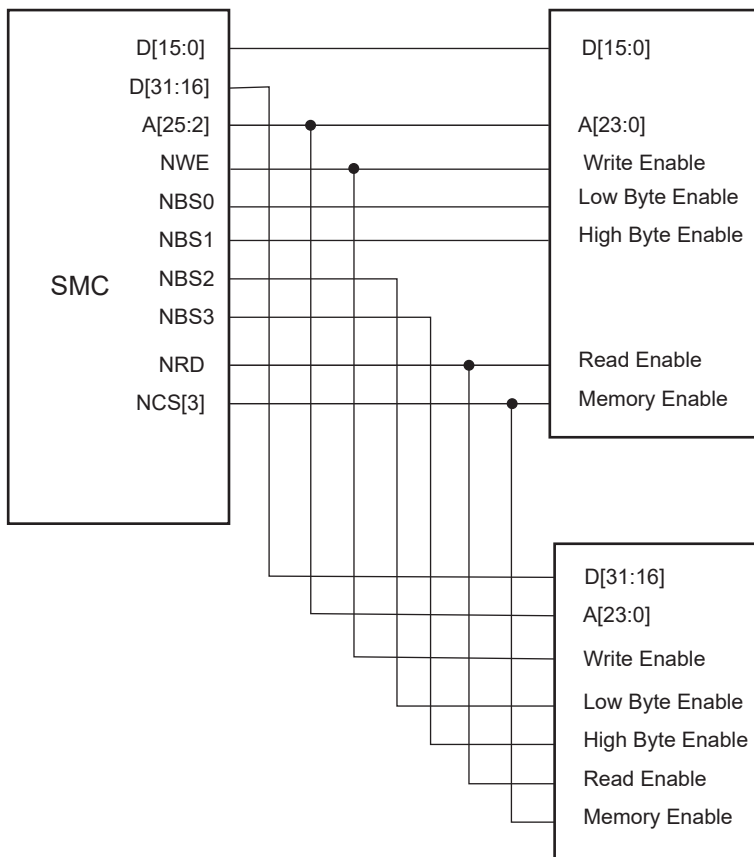 D[15:0]
D[31:16]
A[25:2]
NWE
NBS0
NBS1
NBS2
NBS3
NRD
NCS[3]
SMC
D[15:0]
A[23:0]
Write Enable
Low Byte Enable
High Byte Enable
Read Enable
Memory Enable
D[31:16]
A[23:0]
Write Enable
Low Byte Enable
High Byte Enable
Read Enable
Memory Enable